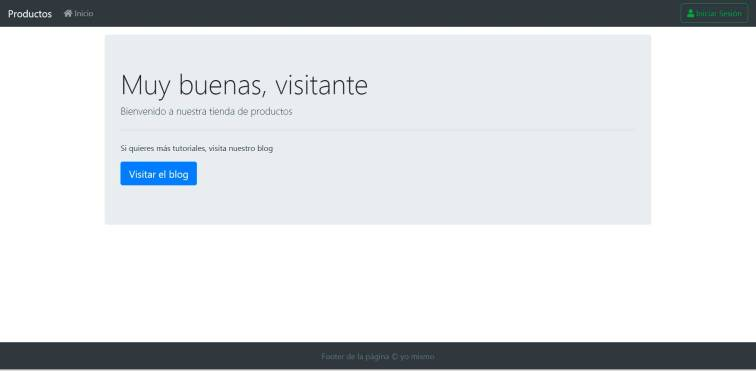 Productos Inicio Iniciar Sesión
Muy buenas, visitante
Bienvenido a nuestra tienda de productos
Si quieres más tutoriales, visita nuestro blog
Visitar el blog
Footer de la página © yo mismo